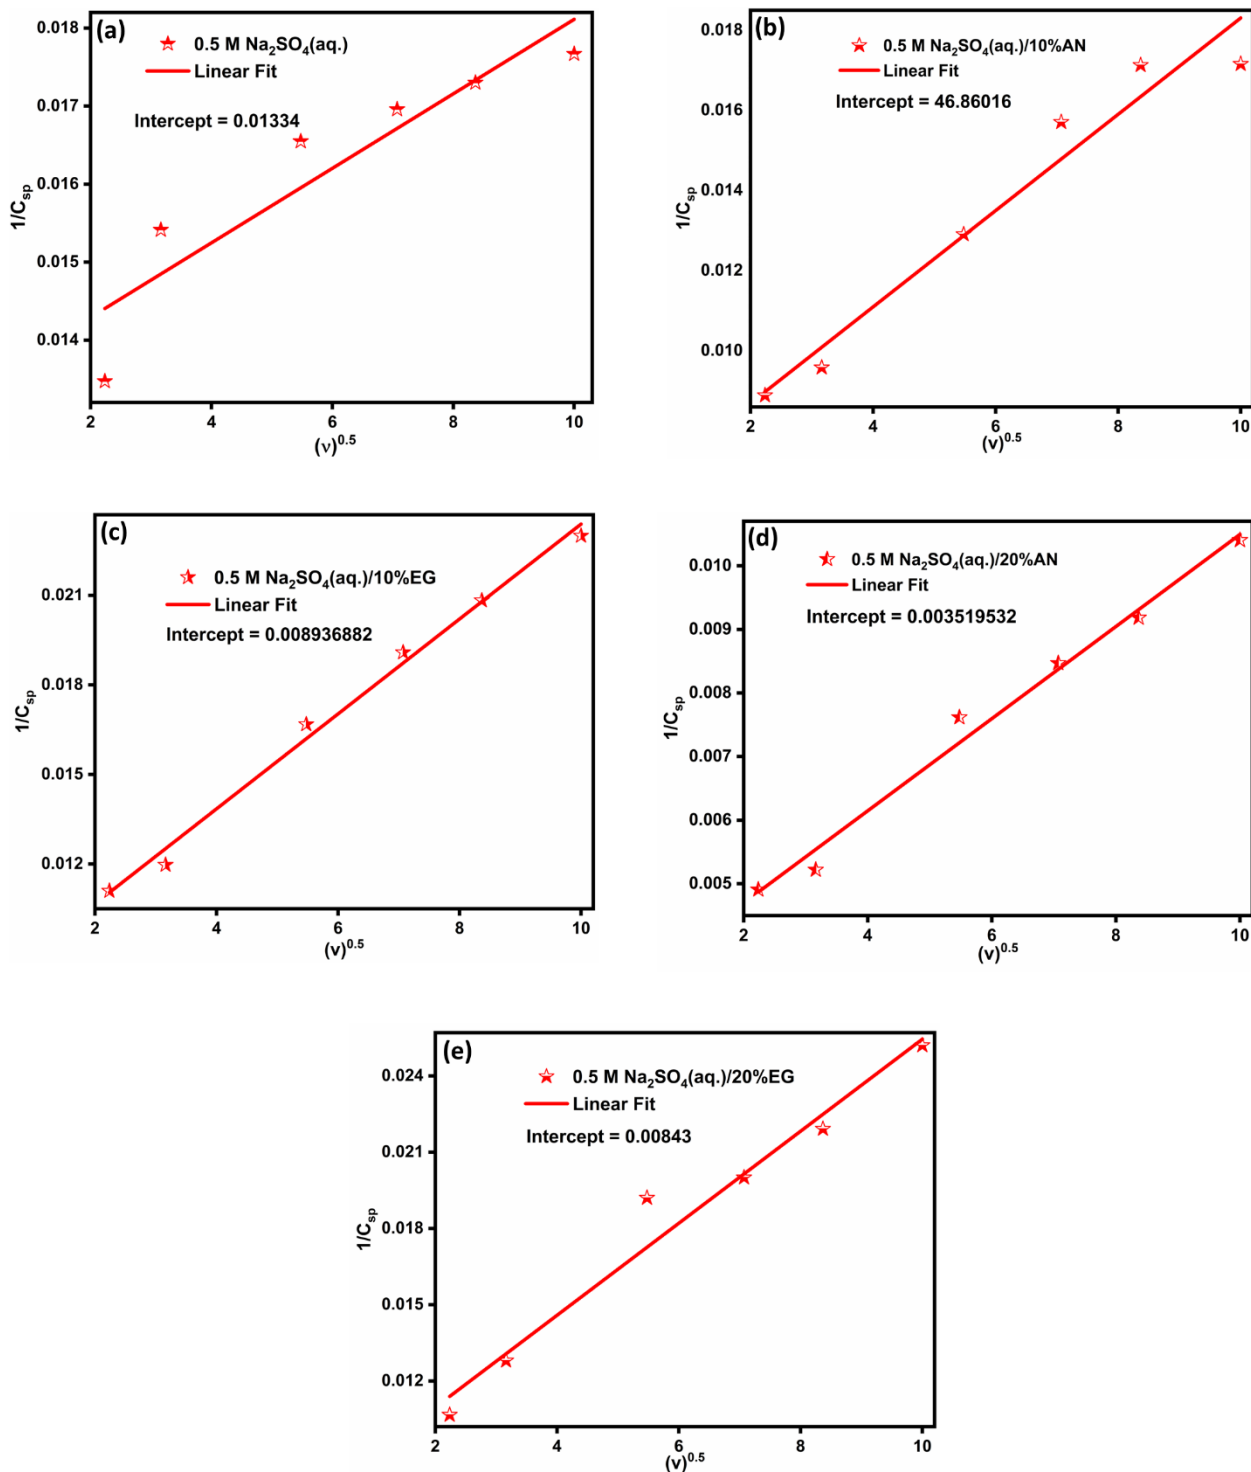 (a)
0.5 M Na₂SO₄(aq.)
Linear Fit
Intercept = 0.01334
0.018
0.017
0.016
0.015
0.014
1/Csp
2 4 6 8 10
(ν)^0.5
(b)
0.5 M Na₂SO₄(aq.)/10%AN
Linear Fit
Intercept = 46.86016
0.018
0.016
0.014
0.012
0.010
1/Csp
2 4 6 8 10
(v)^0.5
(c)
0.5 M Na₂SO₄(aq.)/10%EG
Linear Fit
Intercept = 0.008936882
0.021
0.018
0.015
0.012
1/Csp
2 4 6 8 10
(v)^0.5
(d)
0.5 M Na₂SO₄(aq.)/20%AN
Linear Fit
Intercept = 0.003519532
0.010
0.009
0.008
0.007
0.006
0.005
1/Csp
2 4 6 8 10
(v)^0.5
(e)
0.5 M Na₂SO₄(aq.)/20%EG
Linear Fit
Intercept = 0.00843
0.024
0.021
0.018
0.015
0.012
1/Csp
2 4 6 8 10
(v)^0.5